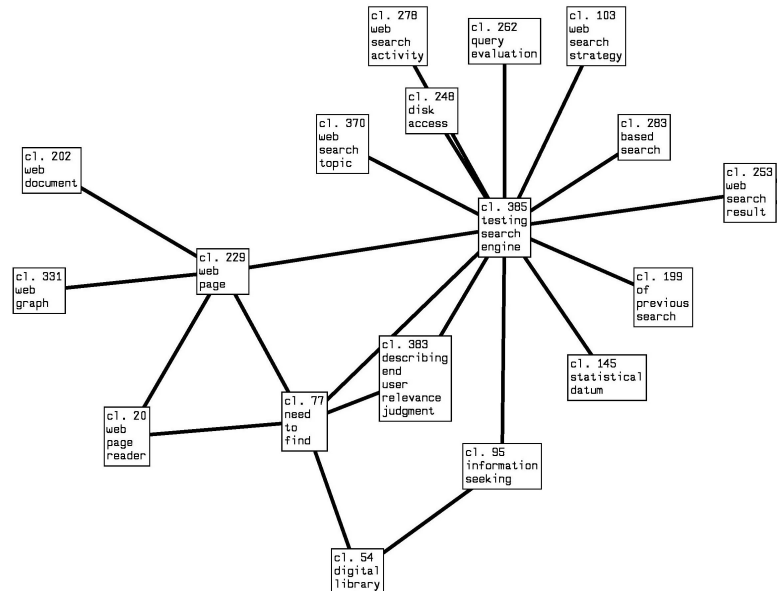 cl. 278
web
search
activity
cl. 262
query
evaluation
cl. 103
web
search
strategy
cl. 248
disk
access
cl. 370
web
search
topic
cl. 283
based
search
cl. 202
web
document
cl. 253
web
search
result
cl. 385
testing
search
engine
cl. 229
web
page
cl. 331
web
graph
cl. 199
of
previous
search
cl. 383
describing
end
user
relevance
judgment
cl. 145
statistical
datum
cl. 77
need
to
find
cl. 20
web
page
reader
cl. 95
information
seeking
cl. 54
digital
library